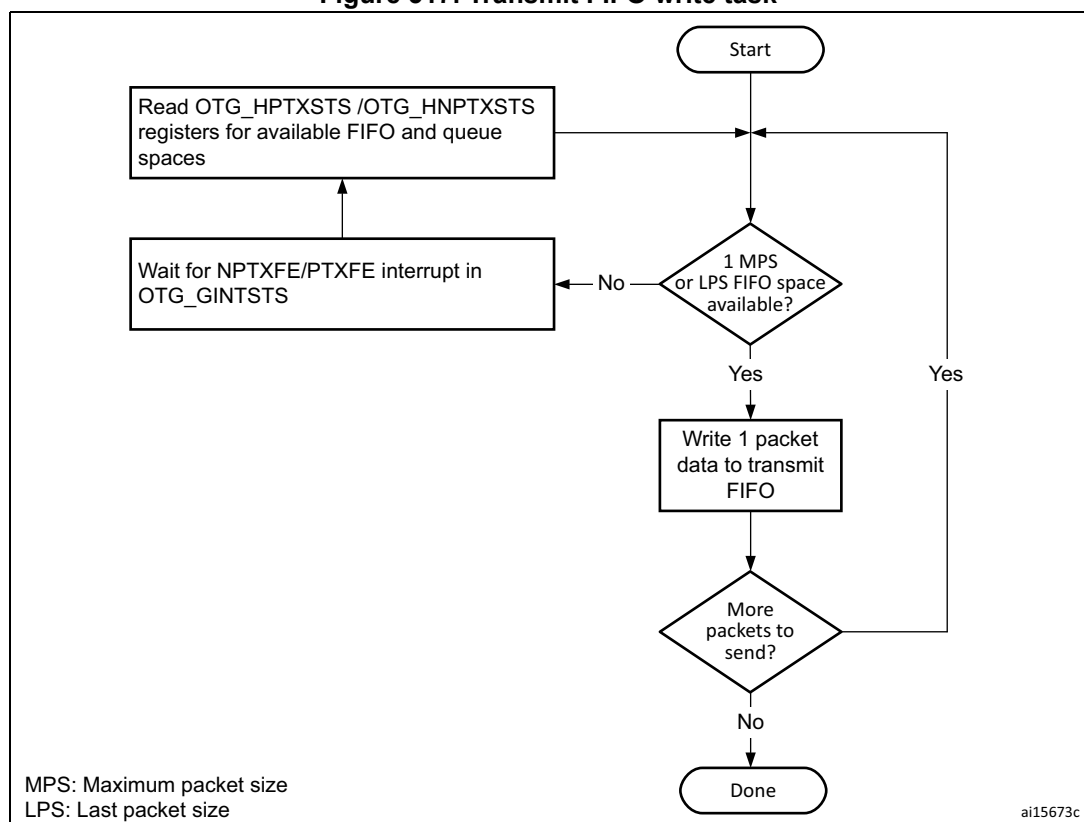 Transmit FIFO write task
Start
Read OTG_HPTXSTS /OTG_HNPTXSTS
registers for available FIFO and queue
spaces
Wait for NPTXFE/PTXFE interrupt in
OTG_GINTSTS
No
1 MPS
or LPS FIFO space
available?
Yes
Yes
Write 1 packet
data to transmit
FIFO
More
packets to
send?
No
Done
MPS: Maximum packet size
LPS: Last packet size
ai15673c